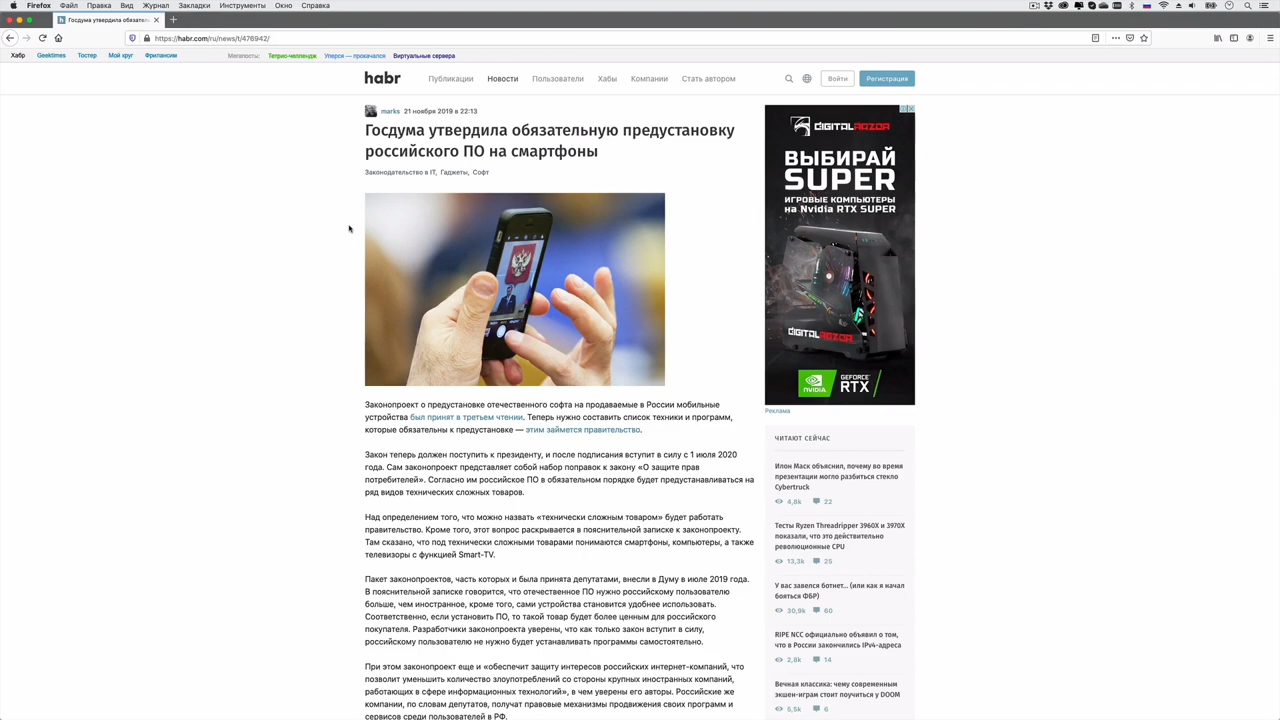 Firefox Файл Правка Вид Журнал Закладки Инструменты Окно Справка
Госдума утвердила обязатель
https://habr.com/ru/news/t/476942/
Хабр Geektimes Тостер Мой круг Фрилансим Мегапосты: Тетрис-челлендж Уперся — прокачался Виртуальные сервера
habr Публикации Новости Пользователи Хабы Компании Стать автором Войти Регистрация
marks 21 ноября 2019 в 22:13
Госдума утвердила обязательную предустановку
российского ПО на смартфоны
Законодательство в IT, Гаджеты, Софт
Законопроект о предустановке отечественного софта на продаваемые в России мобильные
устройства был принят в третьем чтении. Теперь нужно составить список техники и программ,
которые обязательны к предустановке — этим займется правительство.
Закон теперь должен поступить к президенту, и после подписания вступит в силу с 1 июля 2020
года. Сам законопроект представляет собой набор поправок к закону «О защите прав
потребителей». Согласно им российское ПО в обязательном порядке будет предустанавливаться на
ряд видов технических сложных товаров.
Над определением того, что можно назвать «технически сложным товаром» будет работать
правительство. Кроме того, этот вопрос раскрывается в пояснительной записке к законопроекту.
Там сказано, что под технически сложными товарами понимаются смартфоны, компьютеры, а также
телевизоры с функцией Smart-TV.
Пакет законопроектов, часть которых и была принята депутатами, внесли в Думу в июле 2019 года.
В пояснительной записке говорится, что отечественное ПО нужно российскому пользователю
больше, чем иностранное, кроме того, сами устройства становится удобнее использовать.
Соответственно, если установить ПО, то такой товар будет более ценным для российского
покупателя. Разработчики законопроекта уверены, что как только закон вступит в силу,
российскому пользователю не нужно будет устанавливать программы самостоятельно.
При этом законопроект еще и «обеспечит защиту интересов российских интернет-компаний, что
позволит уменьшить количество злоупотреблений со стороны крупных иностранных компаний,
работающих в сфере информационных технологий», в чем уверены его авторы. Российские же
компании, по словам депутатов, получат правовые механизмы продвижения своих программ и
сервисов среди пользователей в РФ.
DIGITALRAZOR
ВЫБИРАЙ
SUPER
ИГРОВЫЕ КОМПЬЮТЕРЫ
на Nvidia RTX SUPER
DIGITALRAZOR
NVIDIA
GEFORCE
RTX
Реклама
ЧИТАЮТ СЕЙЧАС
Илон Маск объяснил, почему во время
презентации могло разбиться стекло
Cybertruck
4,8k 22
Тесты Ryzen Threadripper 3960X и 3970X
показали, что это действительно
революционные CPU
13,3k 25
У вас завелся ботнет… (или как я начал
бояться ФБР)
30,9k 60
RIPE NCC официально объявил о том,
что в России закончились IPv4-адреса
2,8k 14
Вечная классика: чему современным
экшен-играм стоит поучиться у DOOM
5,5k 6